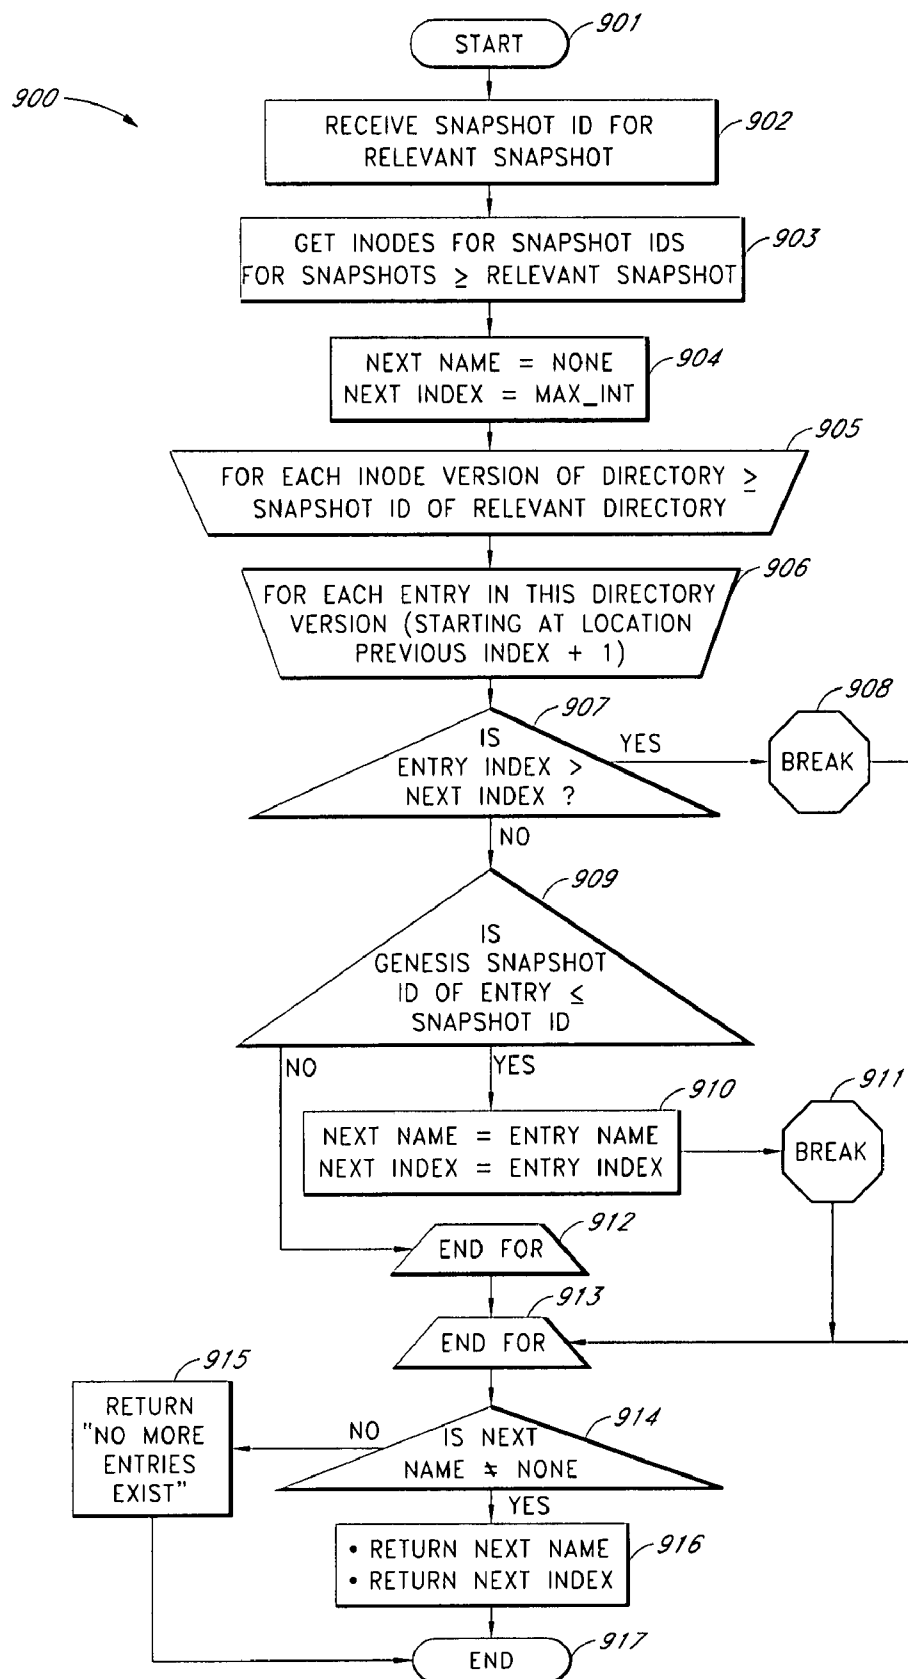 901
START
900
RECEIVE SNAPSHOT ID FOR
RELEVANT SNAPSHOT
902
GET INODES FOR SNAPSHOT IDS
FOR SNAPSHOTS ≥ RELEVANT SNAPSHOT
903
NEXT NAME = NONE
NEXT INDEX = MAX_INT
904
905
FOR EACH INODE VERSION OF DIRECTORY ≥
SNAPSHOT ID OF RELEVANT DIRECTORY
906
FOR EACH ENTRY IN THIS DIRECTORY
VERSION (STARTING AT LOCATION
PREVIOUS INDEX + 1)
907
IS
ENTRY INDEX >
NEXT INDEX ?
YES
908
BREAK
NO
909
IS
GENESIS SNAPSHOT
ID OF ENTRY ≤
SNAPSHOT ID
NO
YES
910
NEXT NAME = ENTRY NAME
NEXT INDEX = ENTRY INDEX
911
BREAK
912
END FOR
913
END FOR
914
IS NEXT
NAME ≠ NONE
NO
915
RETURN
"NO MORE
ENTRIES
EXIST"
YES
• RETURN NEXT NAME
• RETURN NEXT INDEX
916
END
917